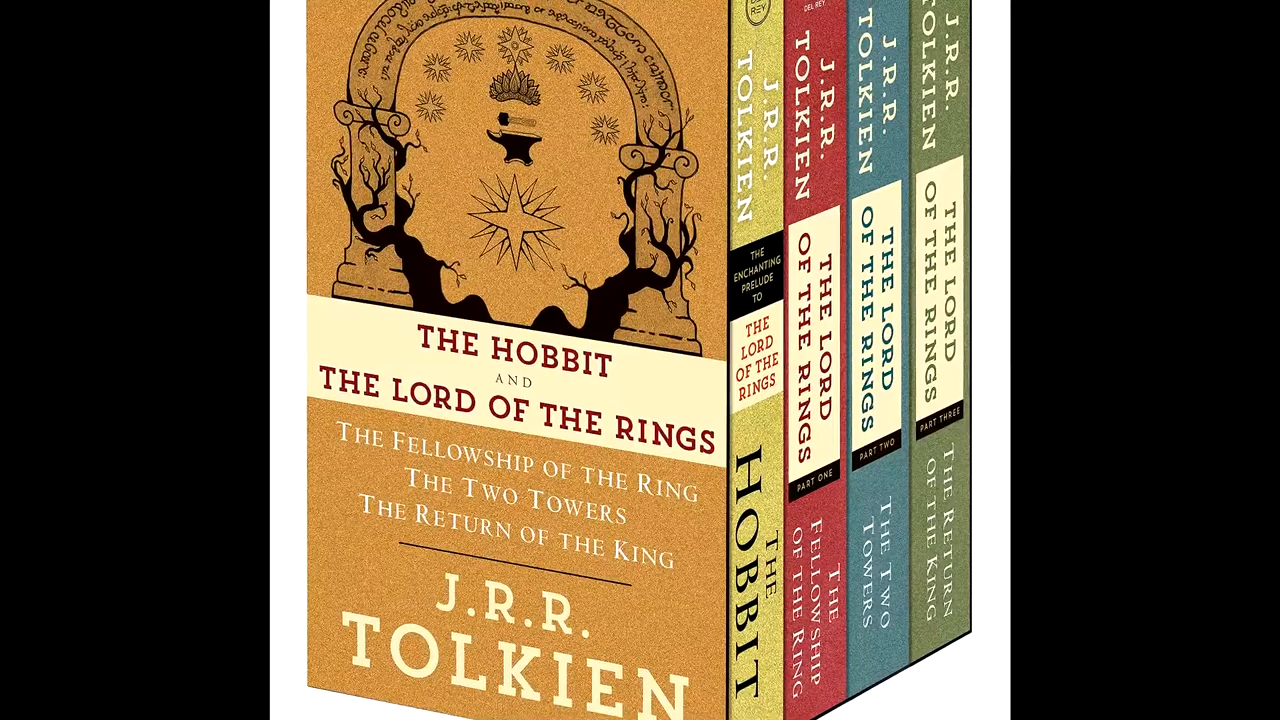 THE HOBBIT
AND
THE LORD OF THE RINGS
THE FELLOWSHIP OF THE RING
THE TWO TOWERS
THE RETURN OF THE KING
J.R.R.
TOLKIEN
REY
J.R.R.
TOLKIEN
THE
ENCHANTING
PRELUDE
TO
THE
LORD
OF THE
RINGS
THE
HOBBIT
DEL REY
J.R.R.
TOLKIEN
THE LORD
OF THE RINGS
PART ONE
THE
FELLOWSHIP
OF THE RING
J.R.R.
TOLKIEN
THE LORD
OF THE RINGS
PART TWO
THE TWO
TOWERS
J.R.R.
TOLKIEN
THE LORD
OF THE RINGS
PART THREE
THE RETURN
OF THE KING